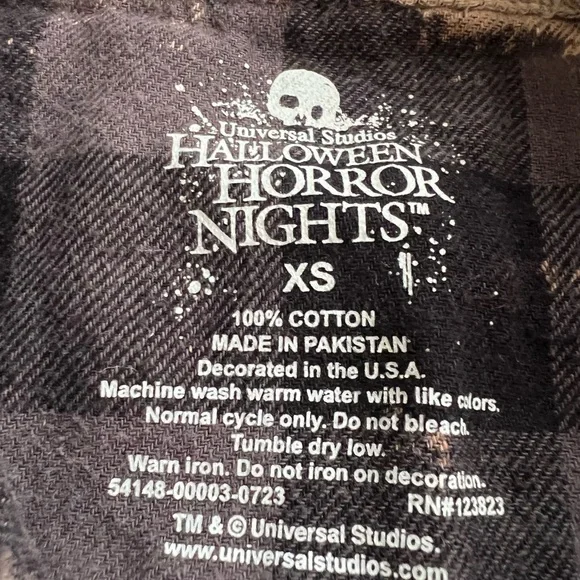 Universal Studios
HALLOWEEN
HORROR
NIGHTS™
XS
100% COTTON
MADE IN PAKISTAN
Decorated in the U.S.A.
Machine wash warm water with like colors.
Normal cycle only. Do not bleach.
Tumble dry low.
Warn iron. Do not iron on decoration.
54148-00003-0723 RN#123823
TM & © Universal Studios.
www.universalstudios.com